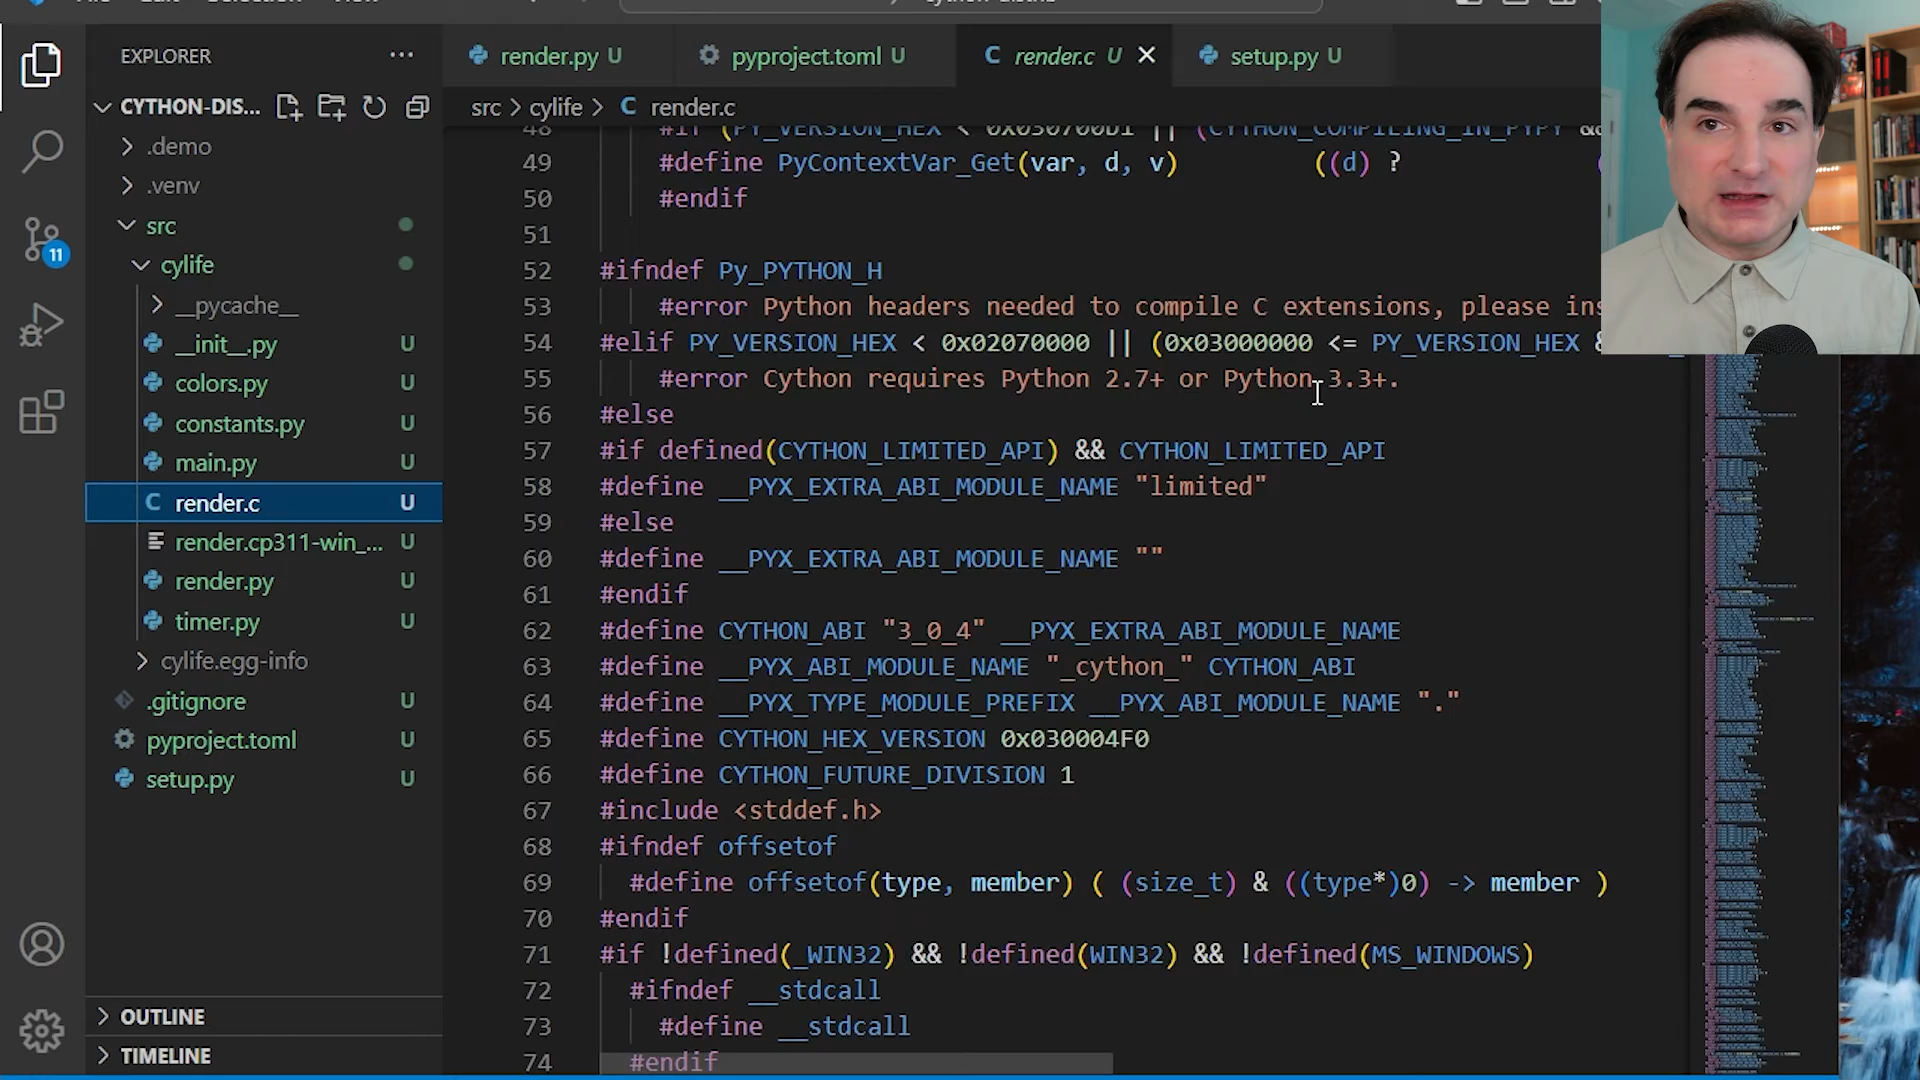 EXPLORER
CYTHON-DIS...
.demo
.venv
src
cylife
__pycache__
__init__.py U
colors.py U
constants.py U
main.py U
C render.c U
render.cp311-win_... U
render.py U
timer.py U
cylife.egg-info
.gitignore U
pyproject.toml U
setup.py U
OUTLINE
TIMELINE
11
render.py U
pyproject.toml U
C render.c U
setup.py U
src > cylife > C render.c
48 #if (PY_VERSION_HEX < 0x030700b1 || (CYTHON_COMPILING_IN_PYPY &&
49 #define PyContextVar_Get(var, d, v) ((d) ? (
50 #endif
51
52 #ifndef Py_PYTHON_H
53 #error Python headers needed to compile C extensions, please ins
54 #elif PY_VERSION_HEX < 0x02070000 || (0x03000000 <= PY_VERSION_HEX &
55 #error Cython requires Python 2.7+ or Python 3.3+.
56 #else
57 #if defined(CYTHON_LIMITED_API) && CYTHON_LIMITED_API
58 #define __PYX_EXTRA_ABI_MODULE_NAME "limited"
59 #else
60 #define __PYX_EXTRA_ABI_MODULE_NAME ""
61 #endif
62 #define CYTHON_ABI "3_0_4" __PYX_EXTRA_ABI_MODULE_NAME
63 #define __PYX_ABI_MODULE_NAME "_cython_" CYTHON_ABI
64 #define __PYX_TYPE_MODULE_PREFIX __PYX_ABI_MODULE_NAME "."
65 #define CYTHON_HEX_VERSION 0x030004F0
66 #define CYTHON_FUTURE_DIVISION 1
67 #include <stddef.h>
68 #ifndef offsetof
69 #define offsetof(type, member) ( (size_t) & ((type*)0) -> member )
70 #endif
71 #if !defined(_WIN32) && !defined(WIN32) && !defined(MS_WINDOWS)
72 #ifndef __stdcall
73 #define __stdcall
74 #endif